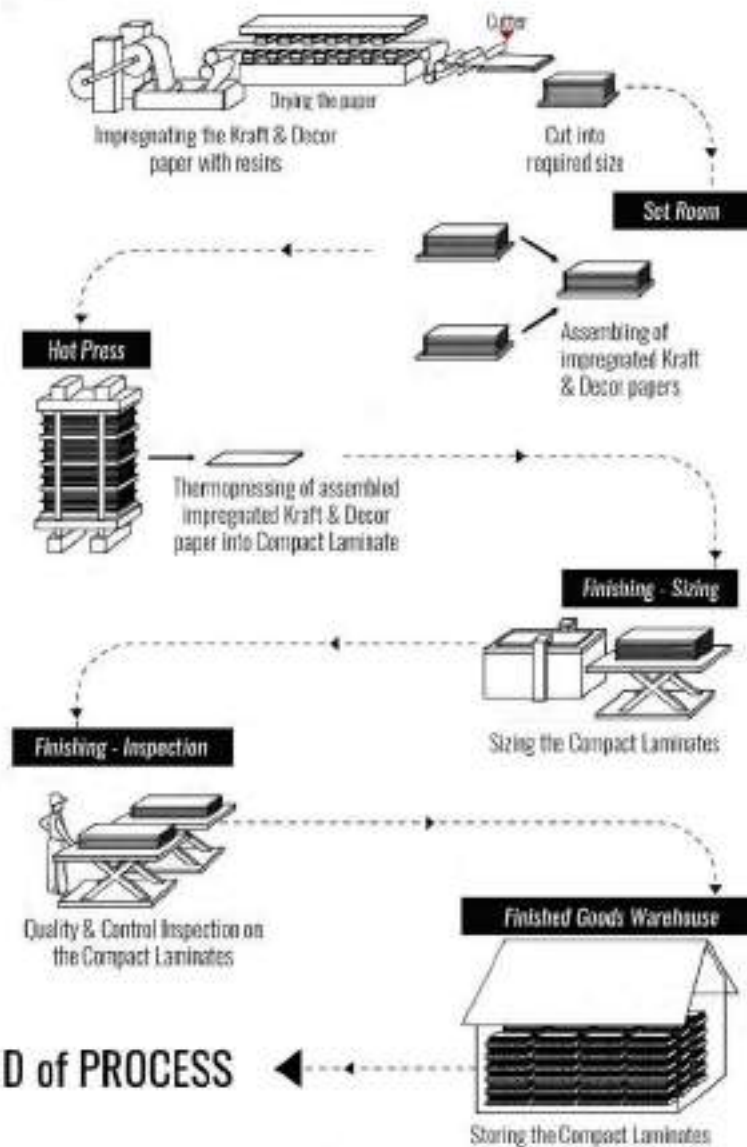 Cutter
Drying the paper
Impregnating the Kraft & Decor
paper with resins
Cut into
required size
Set Room
Assembling of
impregnated Kraft
& Decor papers
Hot Press
Thermopressing of assembled
impregnated Kraft & Decor
paper into Compact Laminate
Finishing - Sizing
Sizing the Compact Laminates
Finishing - Inspection
Quality & Control Inspection on
the Compact Laminates
Finished Goods Warehouse
D of PROCESS
Storing the Compact Laminates